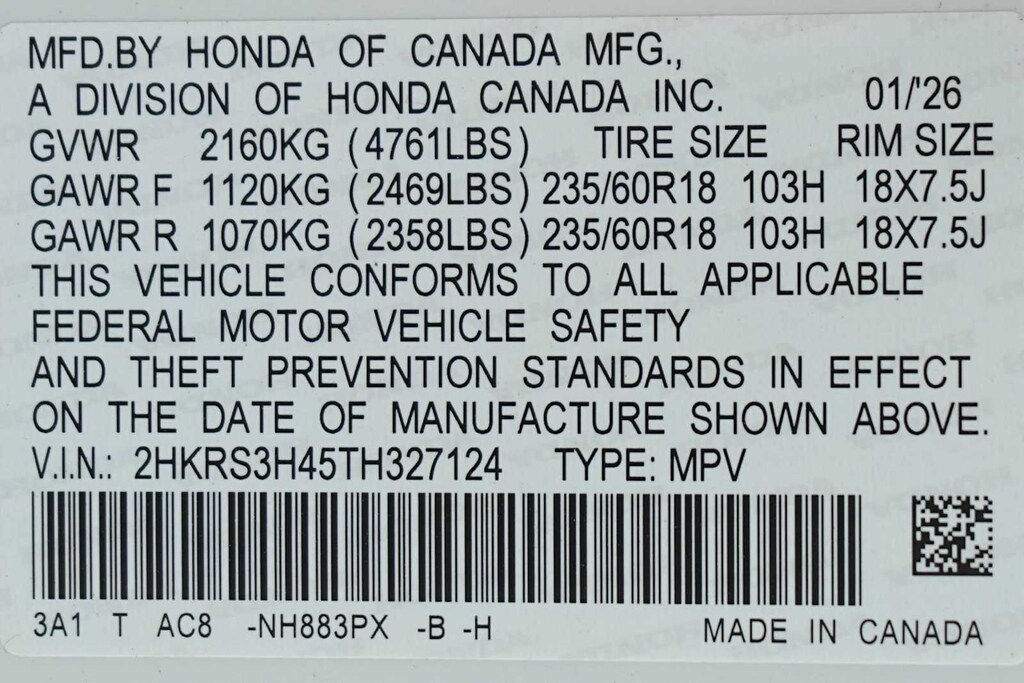 MFD.BY HONDA OF CANADA MFG.,
A DIVISION OF HONDA CANADA INC. 01/'26
GVWR 2160KG (4761LBS) TIRE SIZE RIM SIZE
GAWR F 1120KG (2469LBS) 235/60R18 103H 18X7.5J
GAWR R 1070KG (2358LBS) 235/60R18 103H 18X7.5J
THIS VEHICLE CONFORMS TO ALL APPLICABLE
FEDERAL MOTOR VEHICLE SAFETY
AND THEFT PREVENTION STANDARDS IN EFFECT
ON THE DATE OF MANUFACTURE SHOWN ABOVE.
V.I.N.: 2HKRS3H45TH327124 TYPE: MPV
3A1 T AC8 -NH883PX -B -H MADE IN CANADA